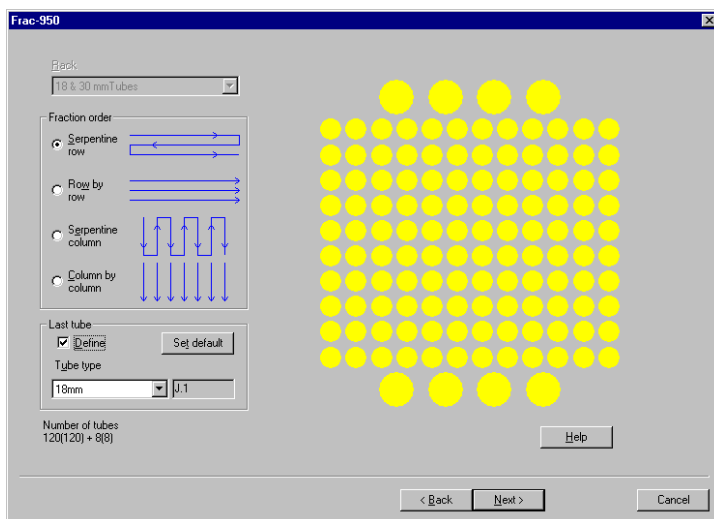 Frac-950
Rack
18 & 30 mmTubes
Fraction order
Serpentine
row
Row by
row
Serpentine
column
Column by
column
Last tube
Define
Set default
Tube type
18mm
J.1
Number of tubes
120(120) + 8(8)
Help
< Back
Next >
Cancel